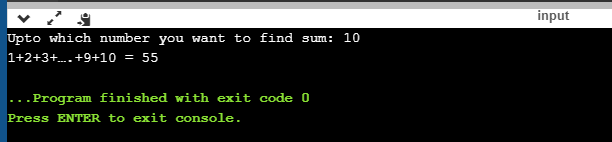 input
Upto which number you want to find sum: 10
1+2+3+….+9+10 = 55
...Program finished with exit code 0
Press ENTER to exit console.